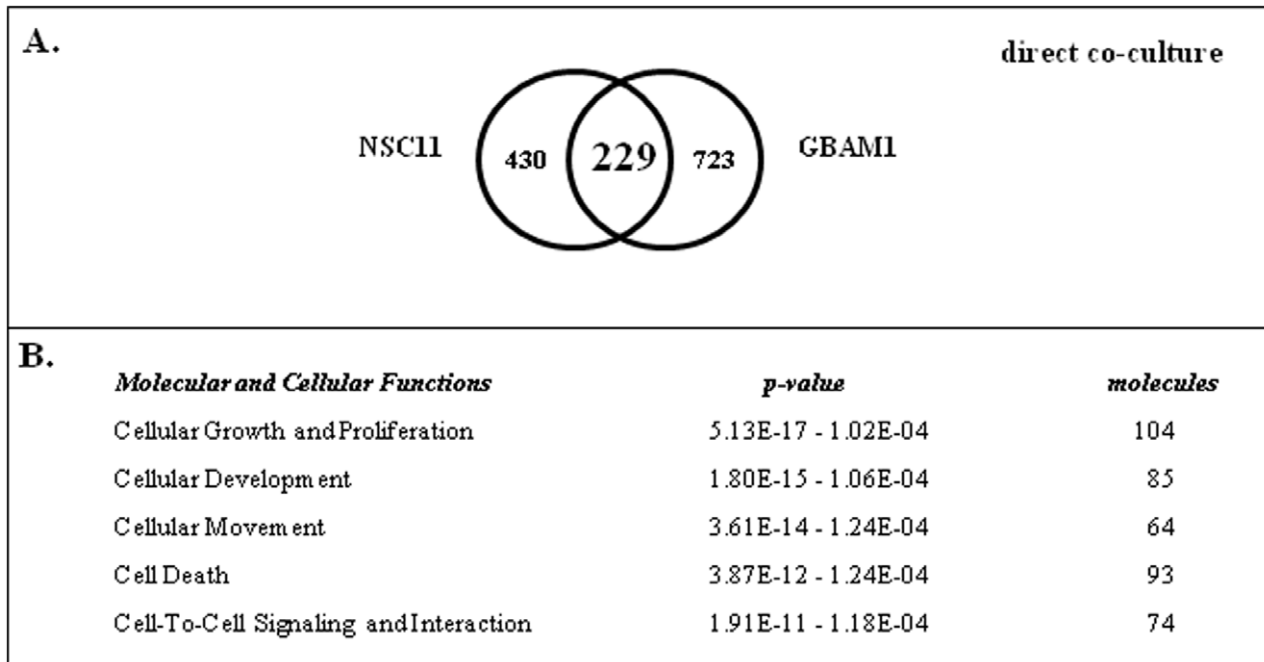 A.
direct co-culture
NSC11 430 229 723 GBAM1
B.
Molecular and Cellular Functions p-value molecules
Cellular Growth and Proliferation 5.13E-17 - 1.02E-04 104
Cellular Development 1.80E-15 - 1.06E-04 85
Cellular Movement 3.61E-14 - 1.24E-04 64
Cell Death 3.87E-12 - 1.24E-04 93
Cell-To-Cell Signaling and Interaction 1.91E-11 - 1.18E-04 74